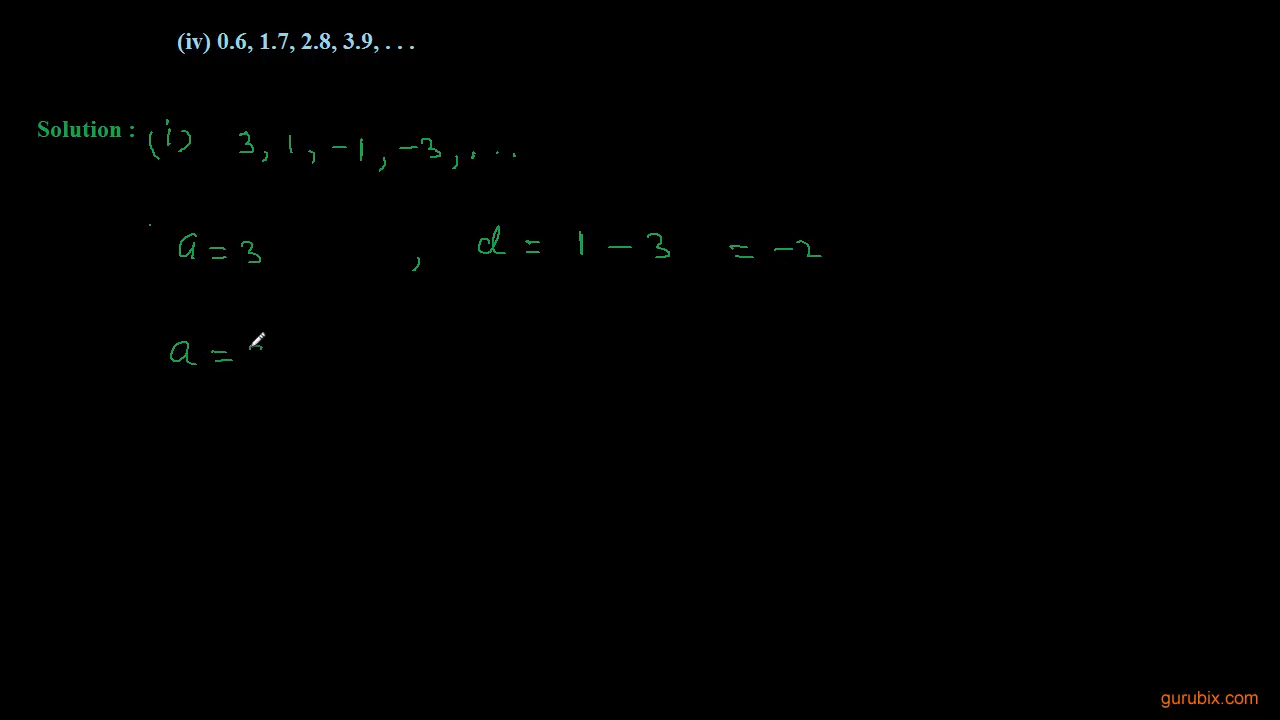 (iv) 0.6, 1.7, 2.8, 3.9, . . .
Solution : (i) 3, 1, -1, -3, . . .
a = 3 , d = 1 - 3 = -2
a =
gurubix.com